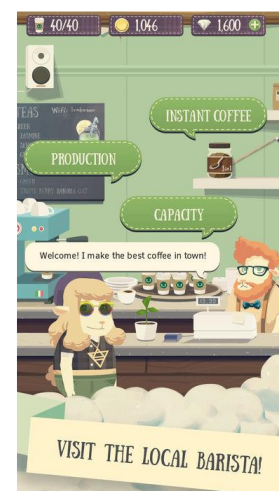 40/40
1,046
1,600
INSTANT COFFEE
TEAS
JASMINE
PRODUCTION
CAPACITY
Welcome! I make the best coffee in town!
VISIT THE LOCAL BARISTA!